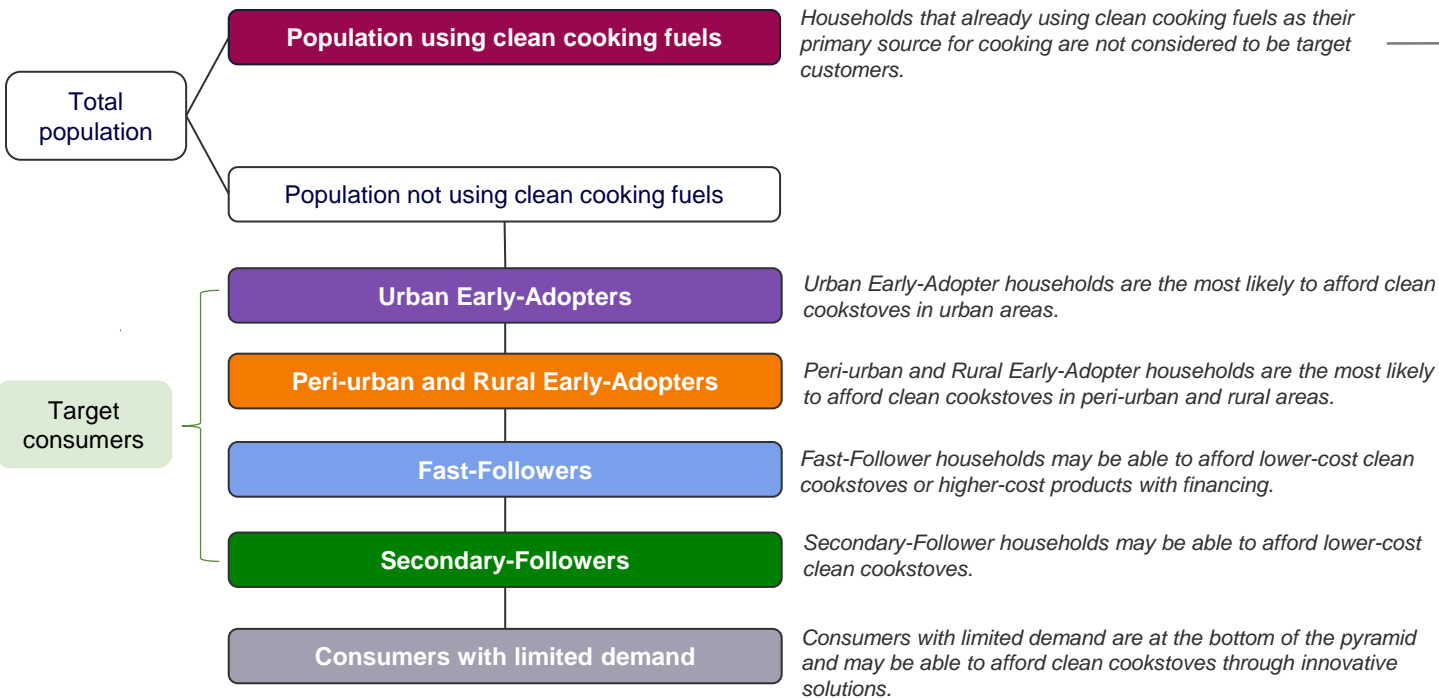 Population using clean cooking fuels
Households that already using clean cooking fuels as their
primary source for cooking are not considered to be target
customers.
Total
population
Population not using clean cooking fuels
Urban Early-Adopters
Urban Early-Adopter households are the most likely to afford clean
cookstoves in urban areas.
Peri-urban and Rural Early-Adopters
Peri-urban and Rural Early-Adopter households are the most likely
to afford clean cookstoves in peri-urban and rural areas.
Target
consumers
Fast-Followers
Fast-Follower households may be able to afford lower-cost clean
cookstoves or higher-cost products with financing.
Secondary-Followers
Secondary-Follower households may be able to afford lower-cost
clean cookstoves.
Consumers with limited demand
Consumers with limited demand are at the bottom of the pyramid
and may be able to afford clean cookstoves through innovative
solutions.